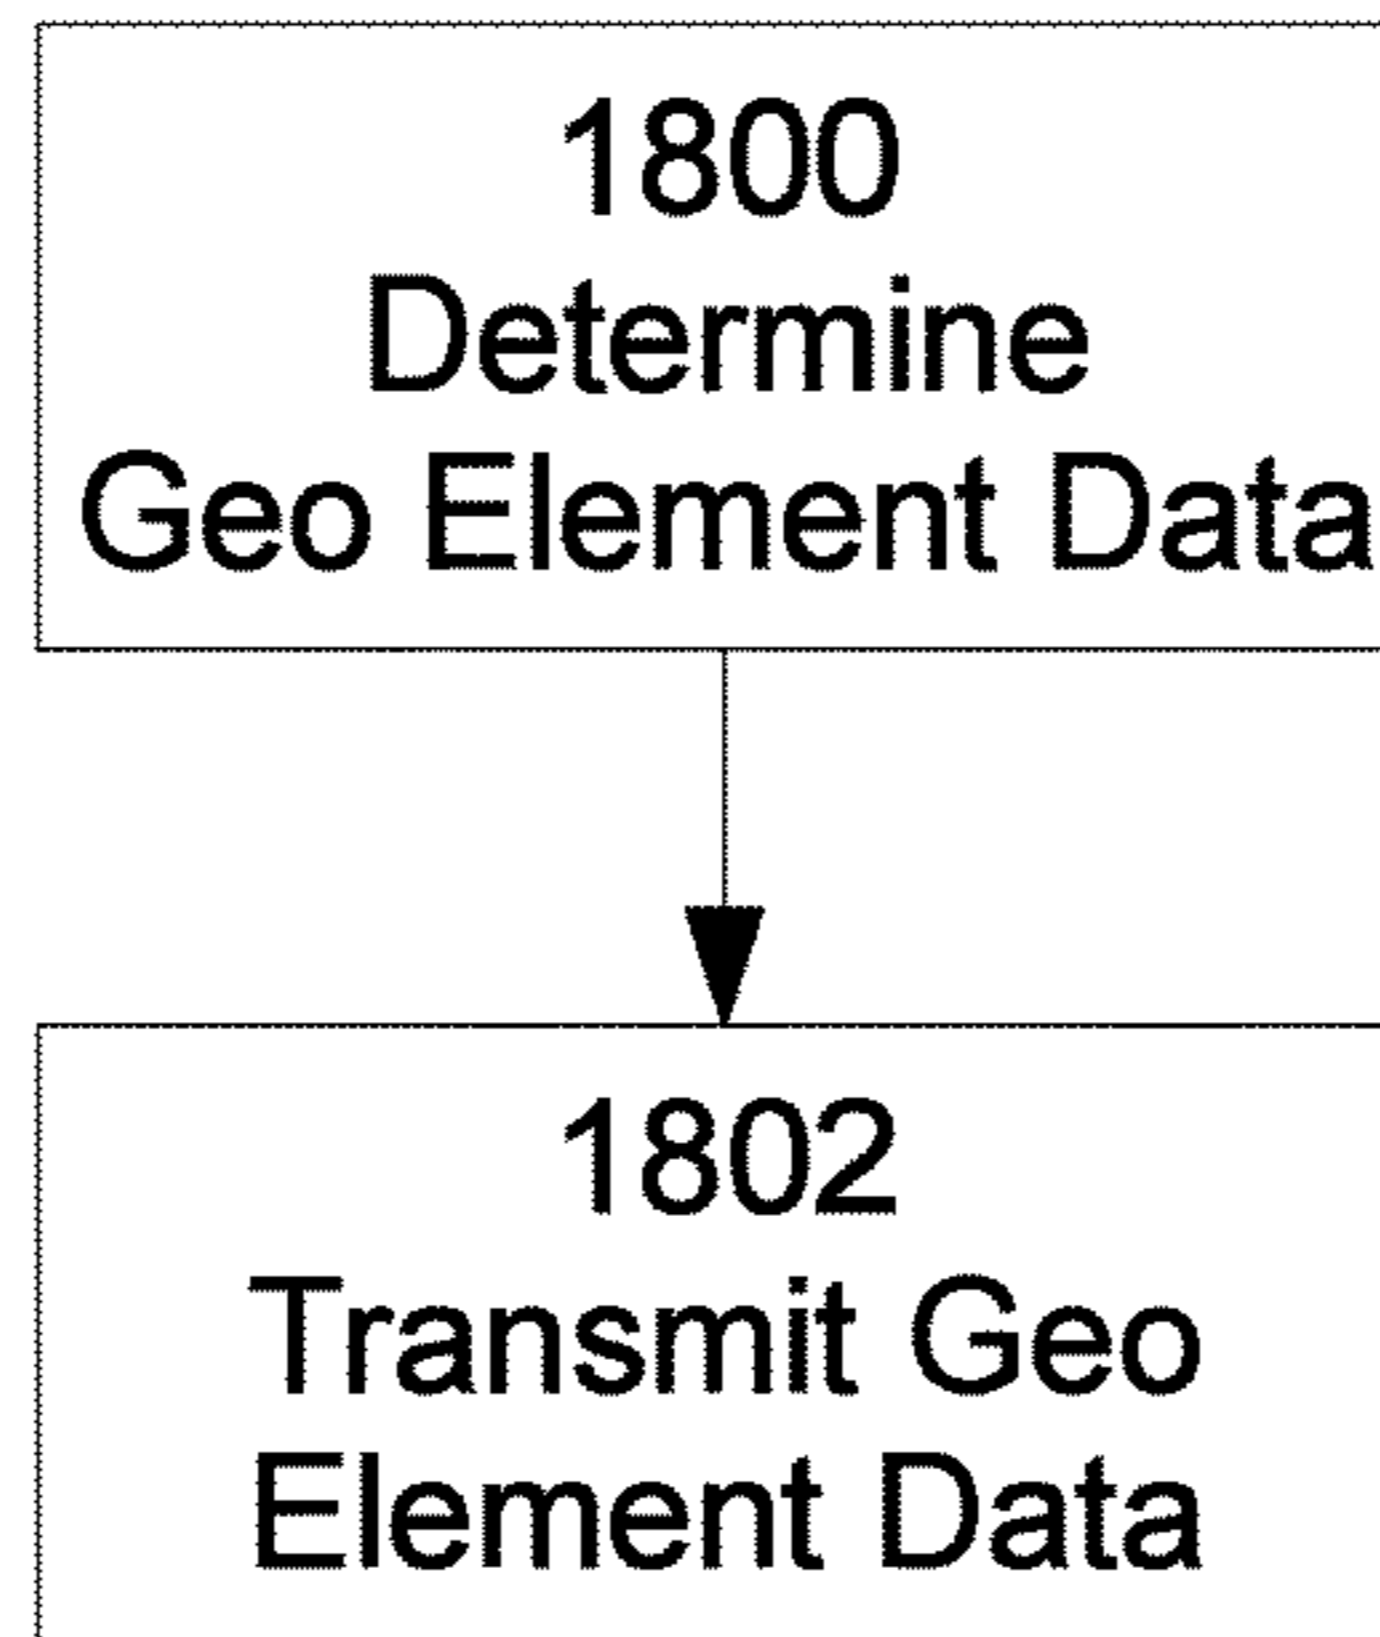 1800
Determine
Geo Element Data
1802
Transmit Geo
Element Data